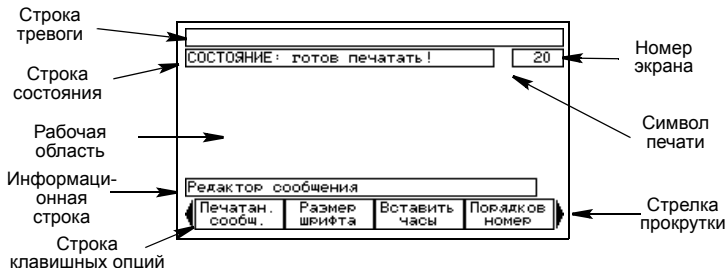 Строка
тревоги
СОСТОЯНИЕ: готов печатать!
20
Номер
экрана
Строка
состояния
Символ
печати
Рабочая
область
Информаци-
онная
строка
Редактор сообщения
Печатан.
сообщ.
Размер
шрифта
Вставить
часы
Порядков
номер
Стрелка
прокрутки
Строка
клавишных опций